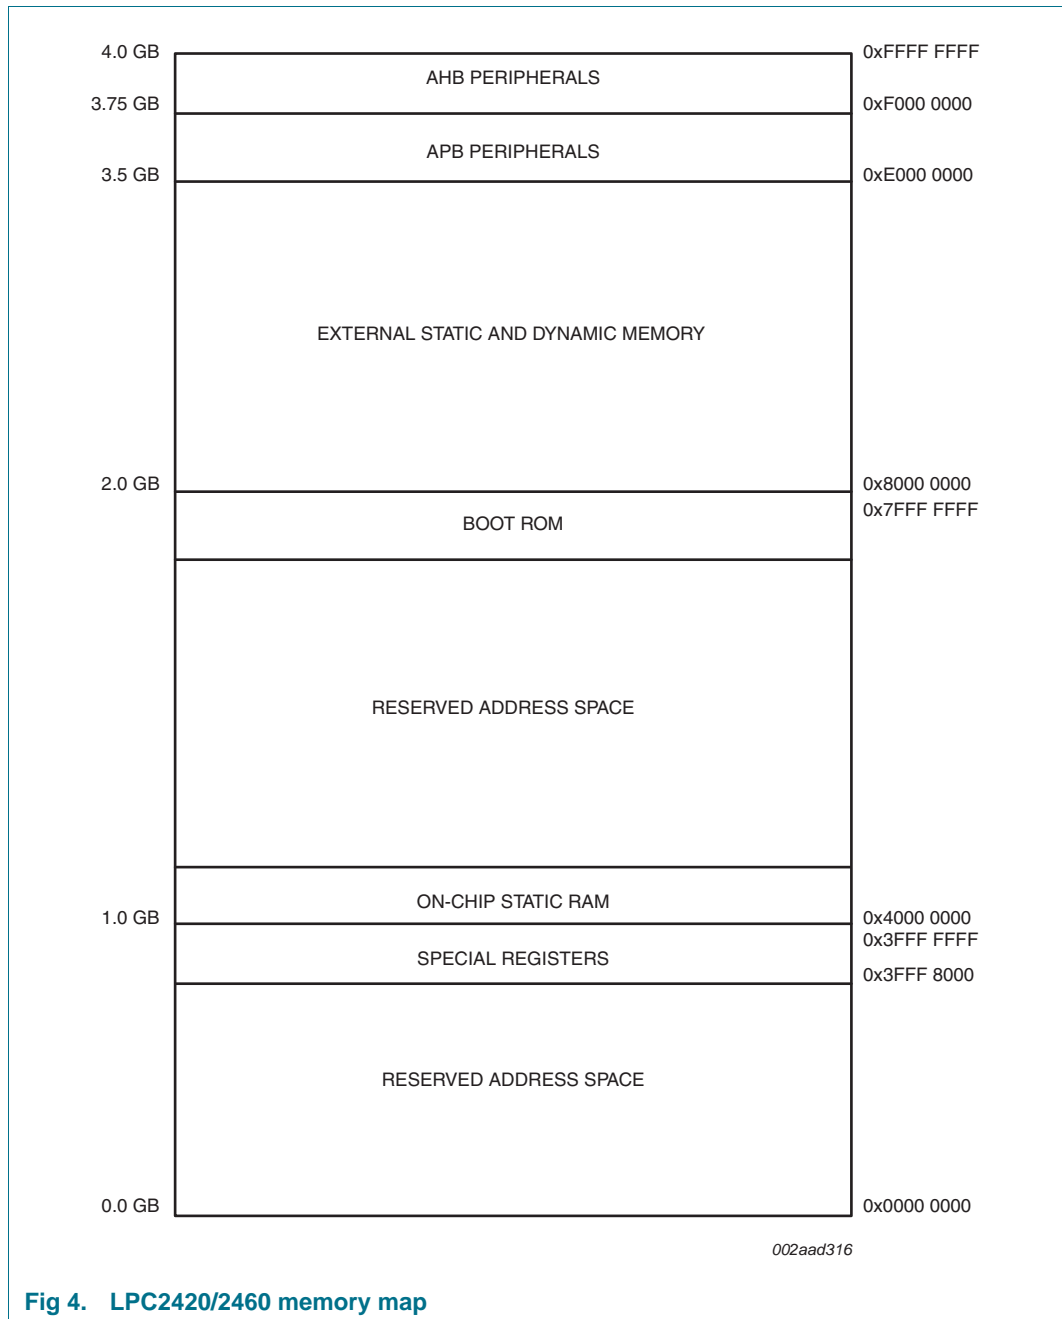 4.0 GB 0xFFFF FFFF
AHB PERIPHERALS
3.75 GB 0xF000 0000
APB PERIPHERALS
3.5 GB 0xE000 0000
EXTERNAL STATIC AND DYNAMIC MEMORY
2.0 GB 0x8000 0000
0x7FFF FFFF
BOOT ROM
RESERVED ADDRESS SPACE
ON-CHIP STATIC RAM
1.0 GB 0x4000 0000
0x3FFF FFFF
SPECIAL REGISTERS
0x3FFF 8000
RESERVED ADDRESS SPACE
0.0 GB 0x0000 0000
002aad316
Fig 4. LPC2420/2460 memory map